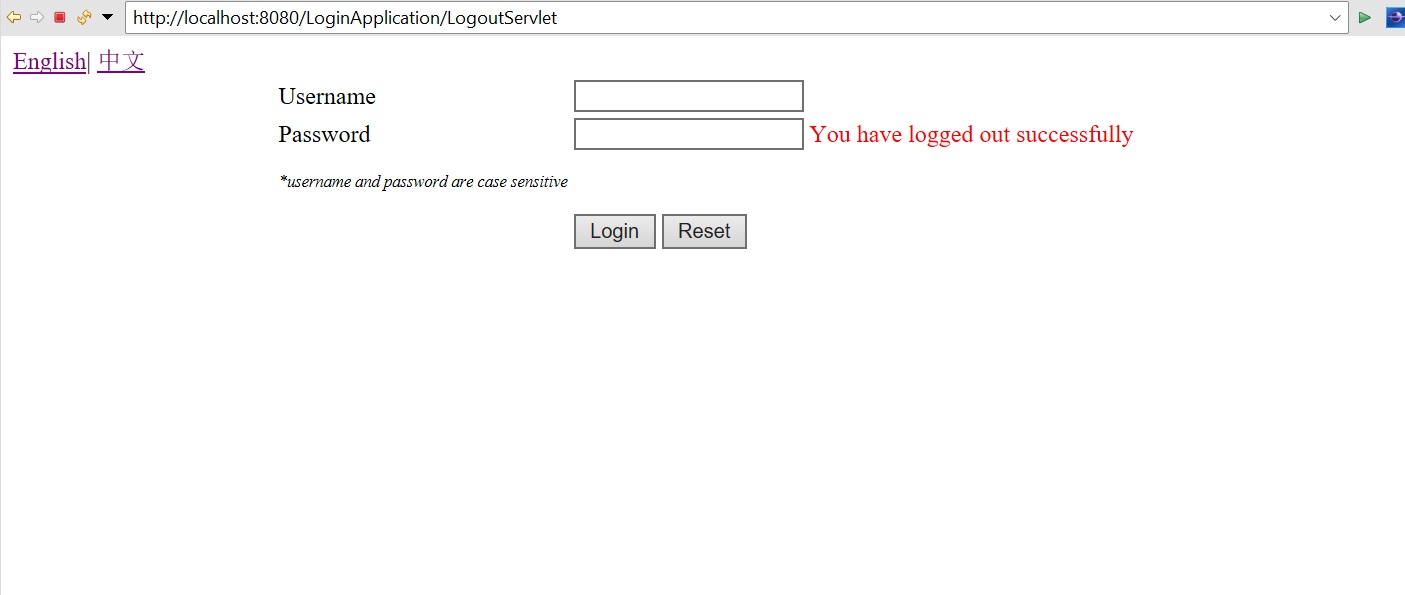 http://localhost:8080/LoginApplication/LogoutServlet
English| 中文
Username
Password You have logged out successfully
*username and password are case sensitive
Login Reset